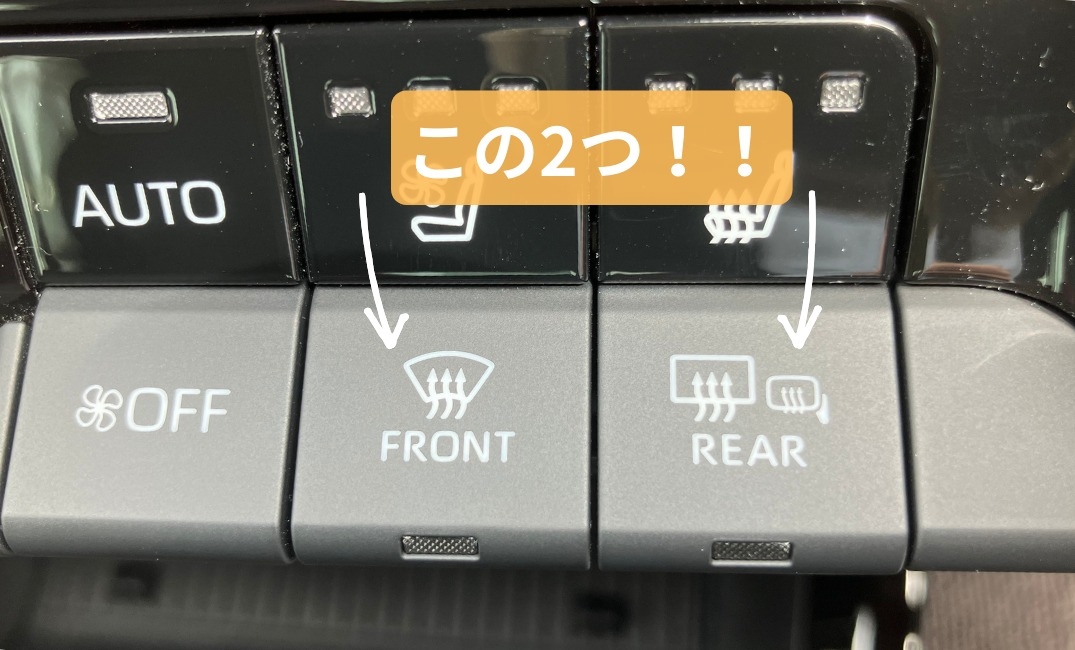 この2つ！！
AUTO
OFF
FRONT
REAR